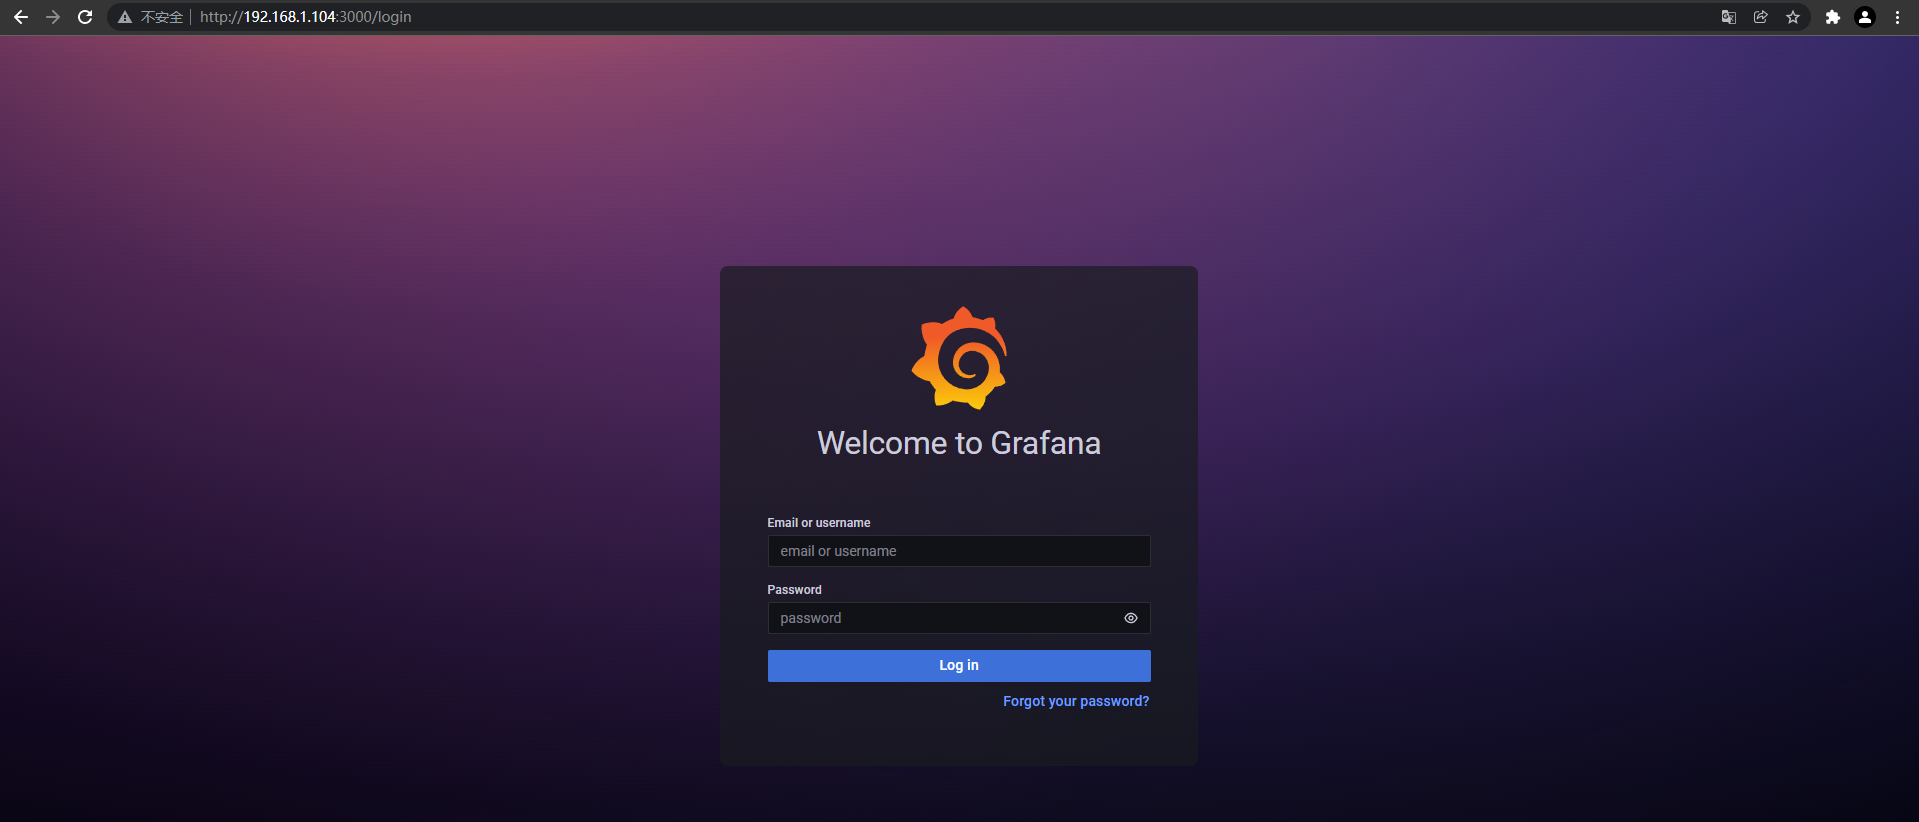 不安全 | http://192.168.1.104:3000/login
Welcome to Grafana
Email or username
email or username
Password
password
Log in
Forgot your password?